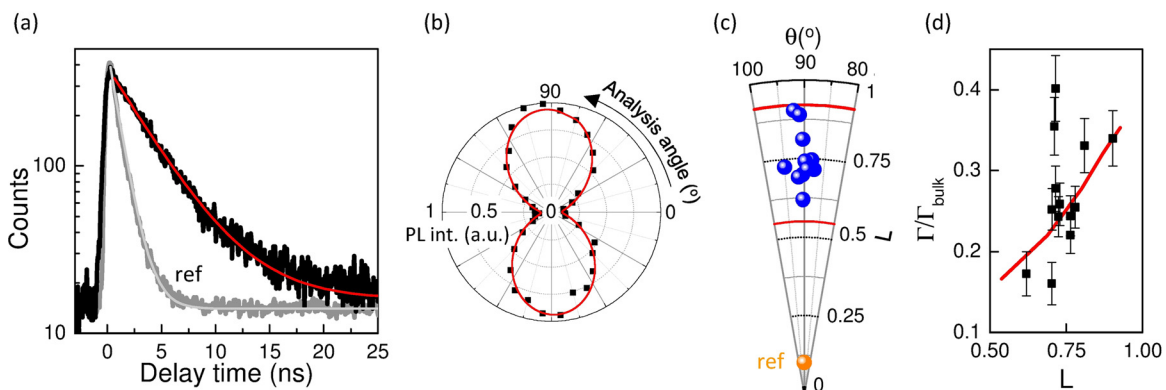 (a)
100
10
Counts
ref
0
5
10
15
20
25
Delay time (ns)
(b)
90
Analysis angle (º)
1
0.5
0
0
PL int. (a.u.)
(c)
θ(º)
100
90
80
1
0.75
0.5
L
0.25
ref
0
(d)
0.4
0.3
0.2
0.1
Γ/Γbulk
0.50
0.75
1.00
L